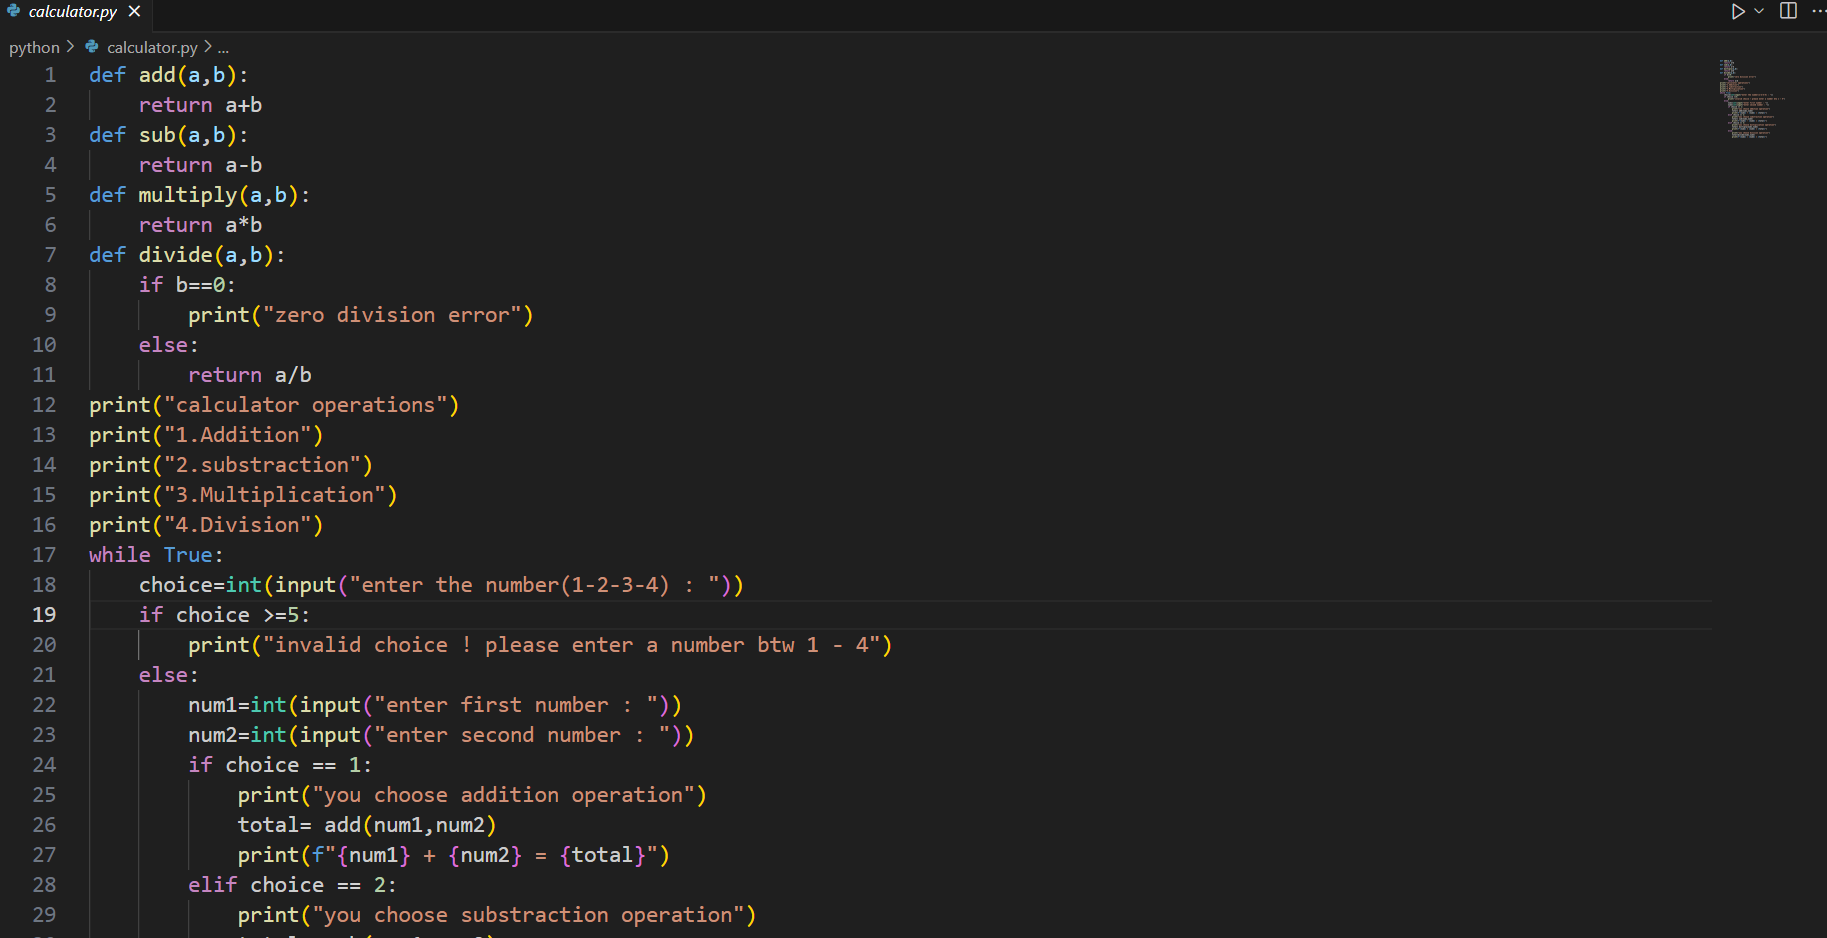 calculator.py
python > calculator.py > ...
1 def add(a,b):
2     return a+b
3 def sub(a,b):
4     return a-b
5 def multiply(a,b):
6     return a*b
7 def divide(a,b):
8     if b==0:
9         print("zero division error")
10     else:
11         return a/b
12 print("calculator operations")
13 print("1.Addition")
14 print("2.substraction")
15 print("3.Multiplication")
16 print("4.Division")
17 while True:
18     choice=int(input("enter the number(1-2-3-4) : "))
19     if choice >=5:
20         print("invalid choice ! please enter a number btw 1 - 4")
21     else:
22         num1=int(input("enter first number : "))
23         num2=int(input("enter second number : "))
24         if choice == 1:
25             print("you choose addition operation")
26             total= add(num1,num2)
27             print(f"{num1} + {num2} = {total}")
28         elif choice == 2:
29             print("you choose substraction operation")